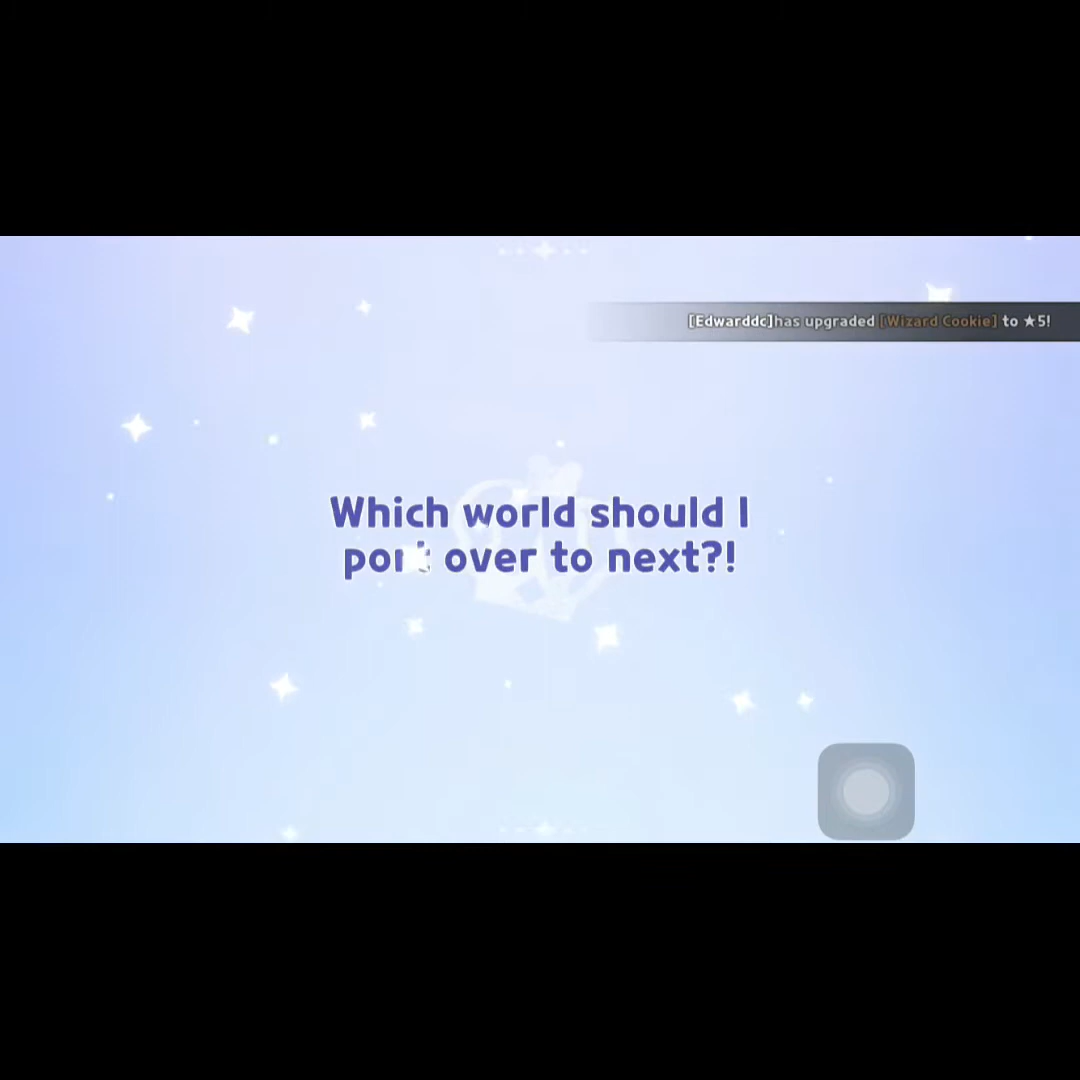 [Edwarddc]has upgraded [Wizard Cookie] to ★5!
Which world should I
port over to next?!